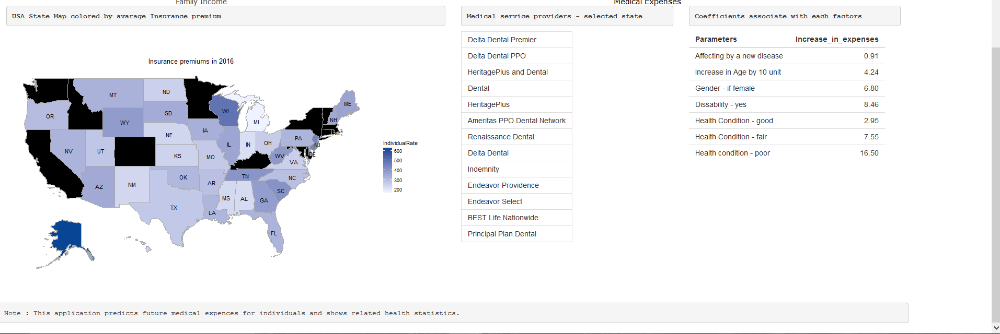 Family Income
Medical Expenses
USA State Map colored by avarage Insurance premium
Insurance premiums in 2016
MT
ND
OR
SD
WI
ME
WY
MI
NH
NE
IA
PA
NV
UT
IL
IN
OH
RI
NJ
KS
MO
WV
DE
VA
AZ
NM
OK
AR
TN
NC
MS
AL
GA
SC
TX
LA
FL
IndividualRate
600
500
400
300
200
Medical service providers - selected state
Delta Dental Premier
Delta Dental PPO
HeritagePlus and Dental
Dental
HeritagePlus
Ameritas PPO Dental Network
Renaissance Dental
Delta Dental
Indemnity
Endeavor Providence
Endeavor Select
BEST Life Nationwide
Principal Plan Dental
Coefficients associate with each factors
Parameters Increase_in_expenses
Affecting by a new disease 0.91
Increase in Age by 10 unit 4.24
Gender - if female 6.80
Dissability - yes 8.46
Health Condition - good 2.95
Health Condition - fair 7.55
Health condition - poor 16.50
Note : This application predicts future medical expences for individuals and shows related health statistics.